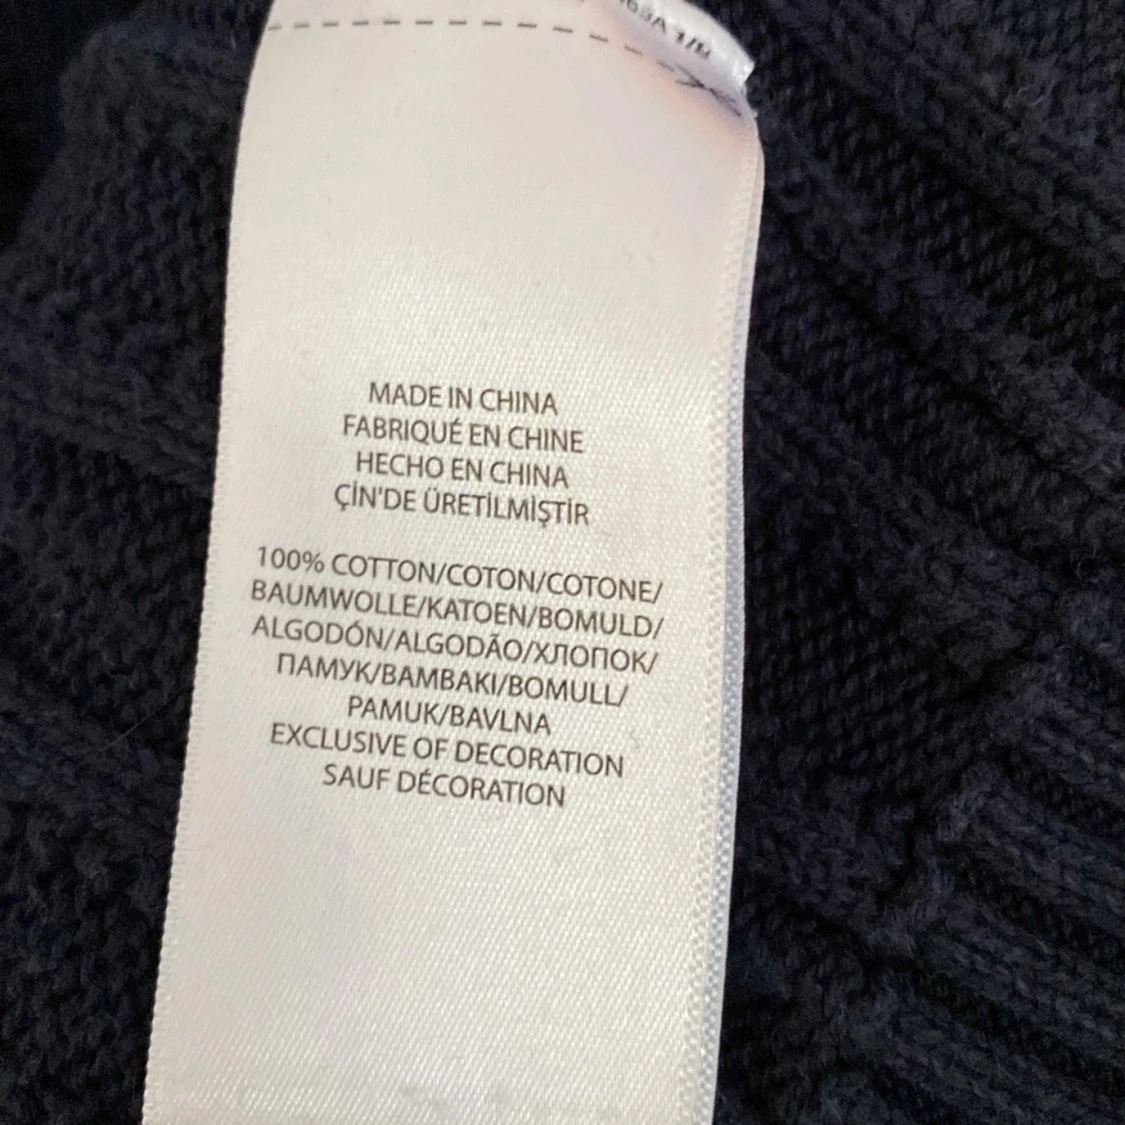 MADE IN CHINA
FABRIQUÉ EN CHINE
HECHO EN CHINA
ÇİN'DE ÜRETİLMİŞTİR
100% COTTON/COTON/COTONE/
BAUMWOLLE/KATOEN/BOMULD/
ALGODÓN/ALGODÃO/ХЛОПОК/
ПАМУК/BAMBAKI/BOMULL/
PAMUK/BAVLNA
EXCLUSIVE OF DECORATION
SAUF DÉCORATION